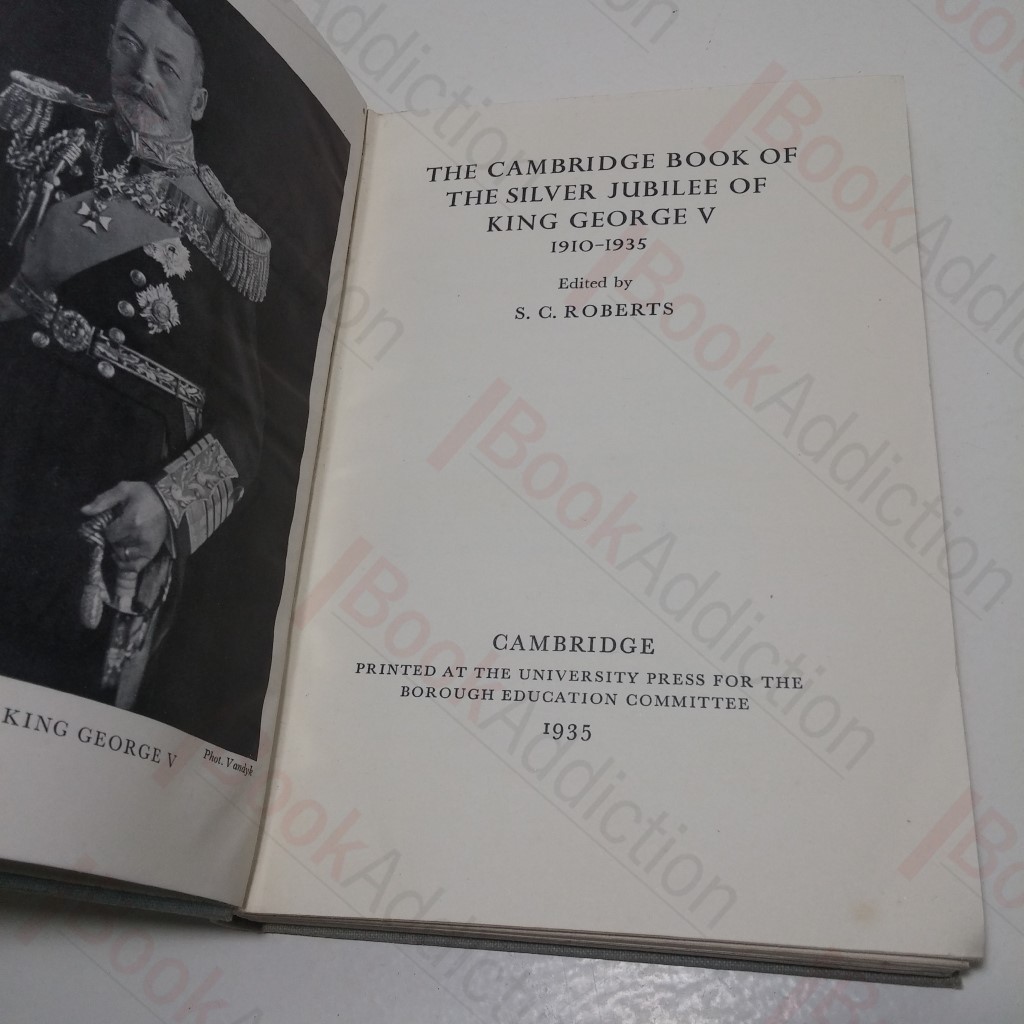 KING GEORGE V
Phot. Vandyk
THE CAMBRIDGE BOOK OF
THE SILVER JUBILEE OF
KING GEORGE V
1910–1935
Edited by
S. C. ROBERTS
CAMBRIDGE
PRINTED AT THE UNIVERSITY PRESS FOR THE
BOROUGH EDUCATION COMMITTEE
1935
BookAddiction